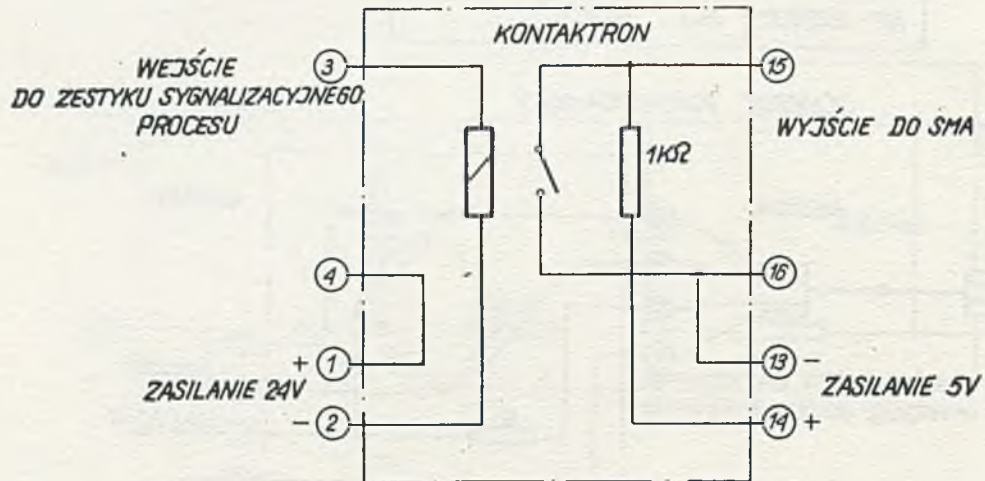 KONTAKTRON
3
WEJŚCIE
DO ZESTYKU SYGNALIZACYJNEGO
PROCESU
15
WYJŚCIE DO SMA
1KΩ
4
16
+ 1
13 -
ZASILANIE 24V
ZASILANIE 5V
- 2
14 +